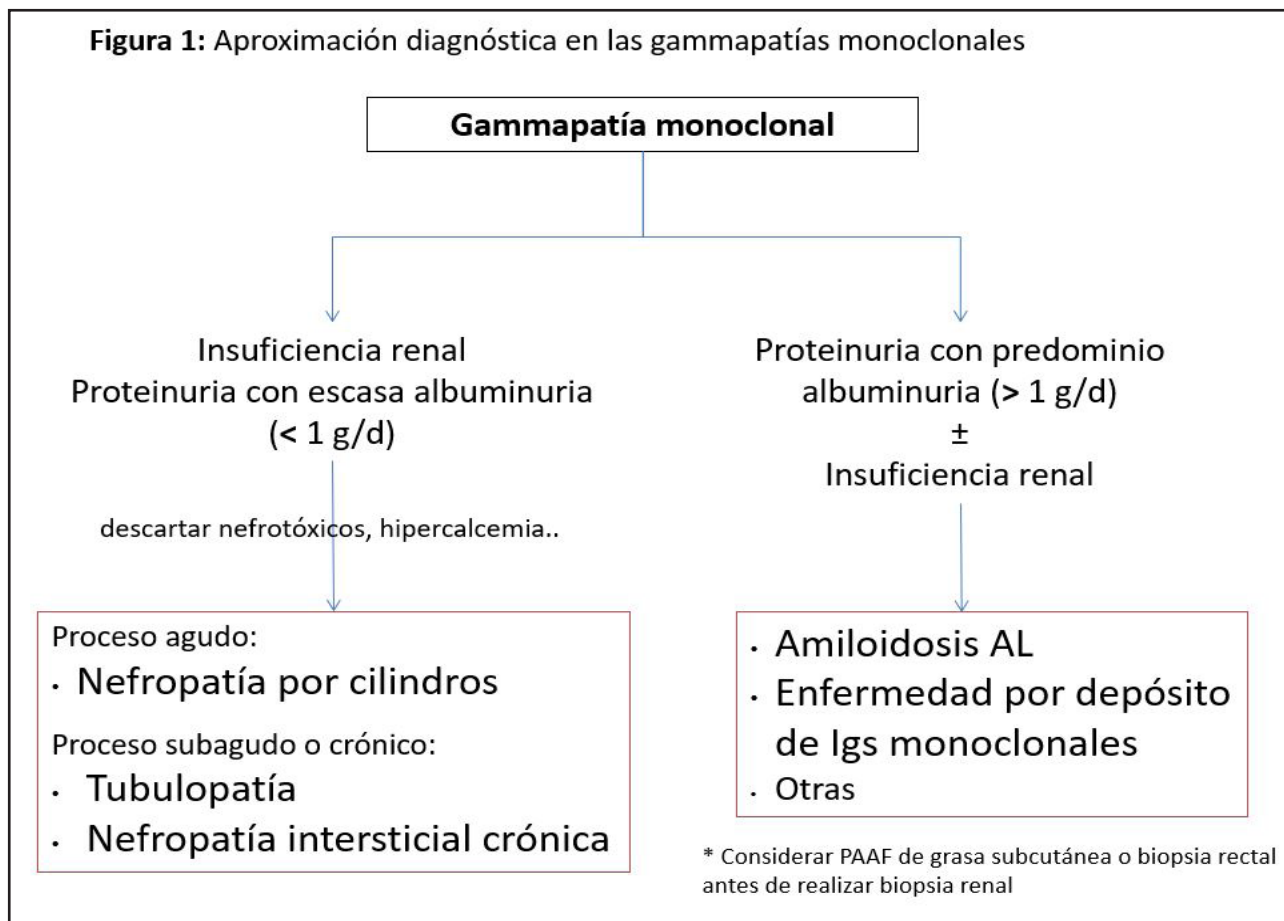 Figura 1: Aproximación diagnóstica en las gammapatías monoclonales
Gammapatía monoclonal
Insuficiencia renal
Proteinuria con escasa albuminuria
(< 1 g/d)
descartar nefrotóxicos, hipercalcemia..
Proceso agudo:
· Nefropatía por cilindros
Proceso subagudo o crónico:
· Tubulopatía
· Nefropatía intersticial crónica
Proteinuria con predominio
albuminuria (> 1 g/d)
±
Insuficiencia renal
· Amiloidosis AL
· Enfermedad por depósito
de Igs monoclonales
· Otras
* Considerar PAAF de grasa subcutánea o biopsia rectal
antes de realizar biopsia renal